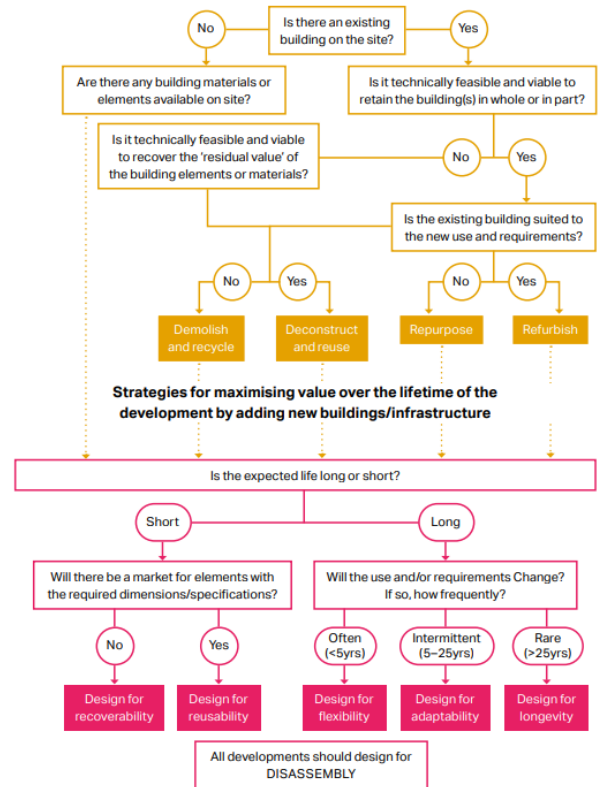 Is there an existing
building on the site?
No
Yes
Are there any building materials or
elements available on site?
Is it technically feasible and viable to
retain the building(s) in whole or in part?
Is it technically feasible and viable
to recover the ‘residual value’ of
the building elements or materials?
No
Yes
Is the existing building suited to
the new use and requirements?
No
Yes
No
Yes
Demolish
and recycle
Deconstruct
and reuse
Repurpose
Refurbish
Strategies for maximising value over the lifetime of the
development by adding new buildings/infrastructure
Is the expected life long or short?
Short
Long
Will there be a market for elements with
the required dimensions/specifications?
Will the use and/or requirements Change?
If so, how frequently?
No
Yes
Often
(<5yrs)
Intermittent
(5–25yrs)
Rare
(>25yrs)
Design for
recoverability
Design for
reusability
Design for
flexibility
Design for
adaptability
Design for
longevity
All developments should design for
DISASSEMBLY